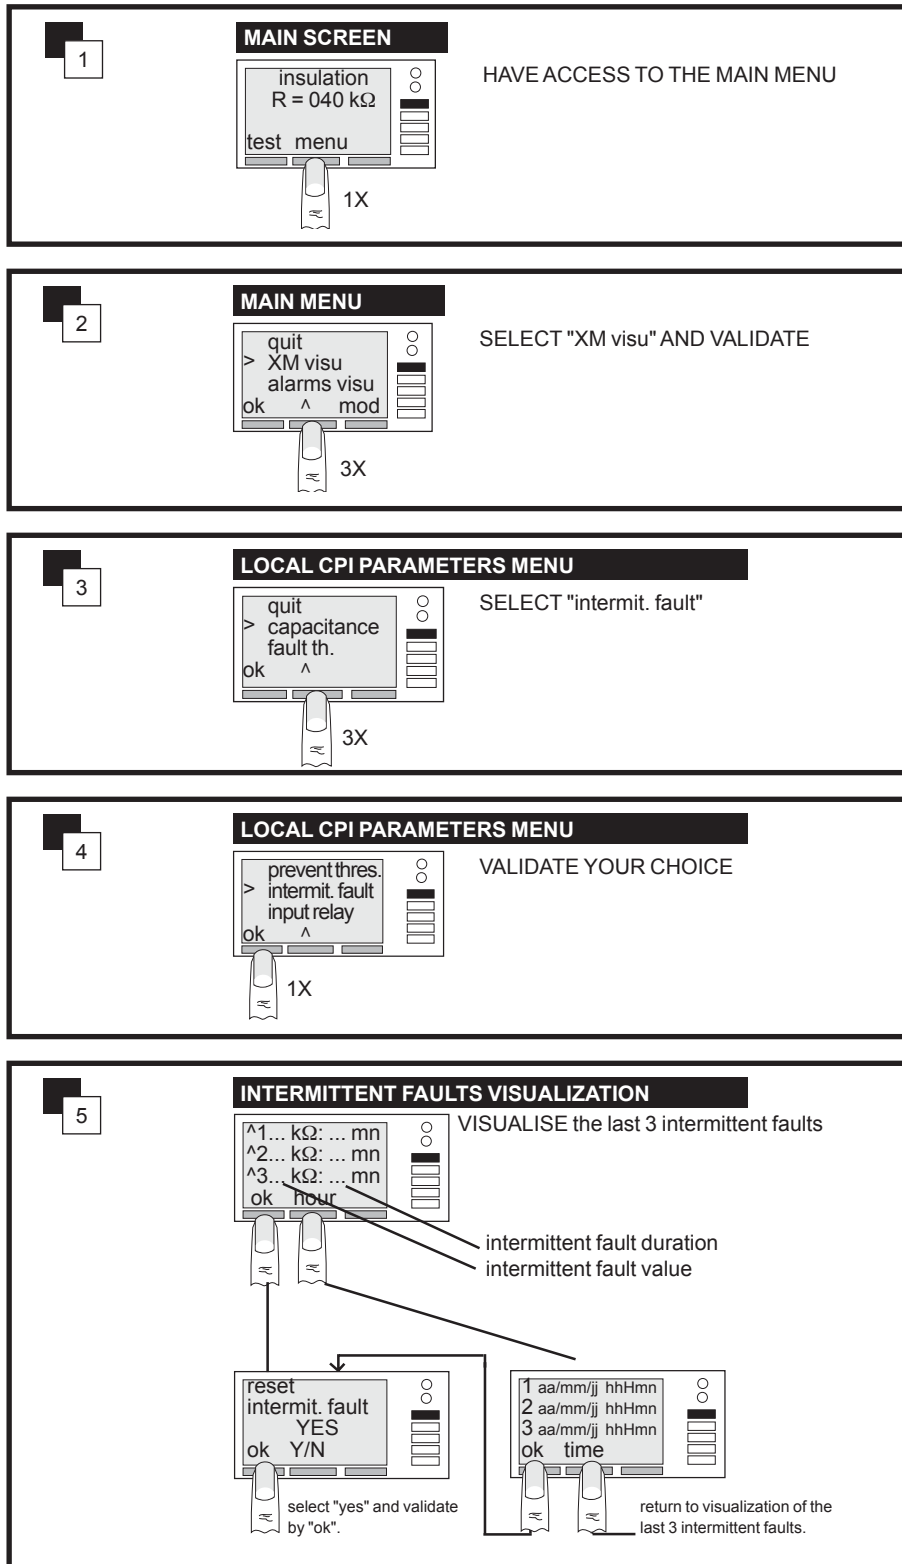 1
MAIN SCREEN
insulation
R = 040 kΩ
test menu
1X
HAVE ACCESS TO THE MAIN MENU
2
MAIN MENU
quit
> XM visu
alarms visu
ok ^ mod
3X
SELECT "XM visu" AND VALIDATE
3
LOCAL CPI PARAMETERS MENU
quit
> capacitance
fault th.
ok ^
3X
SELECT "intermit. fault"
4
LOCAL CPI PARAMETERS MENU
prevent thres.
> intermit. fault
input relay
ok ^
1X
VALIDATE YOUR CHOICE
5
INTERMITTENT FAULTS VISUALIZATION
^1... kΩ: ... mn
^2... kΩ: ... mn
^3... kΩ: ... mn
ok hour
VISUALISE the last 3 intermittent faults
intermittent fault duration
intermittent fault value
reset
intermit. fault
YES
ok Y/N
select "yes" and validate
by "ok".
1 aa/mm/jj hhHmn
2 aa/mm/jj hhHmn
3 aa/mm/jj hhHmn
ok time
return to visualization of the
last 3 intermittent faults.